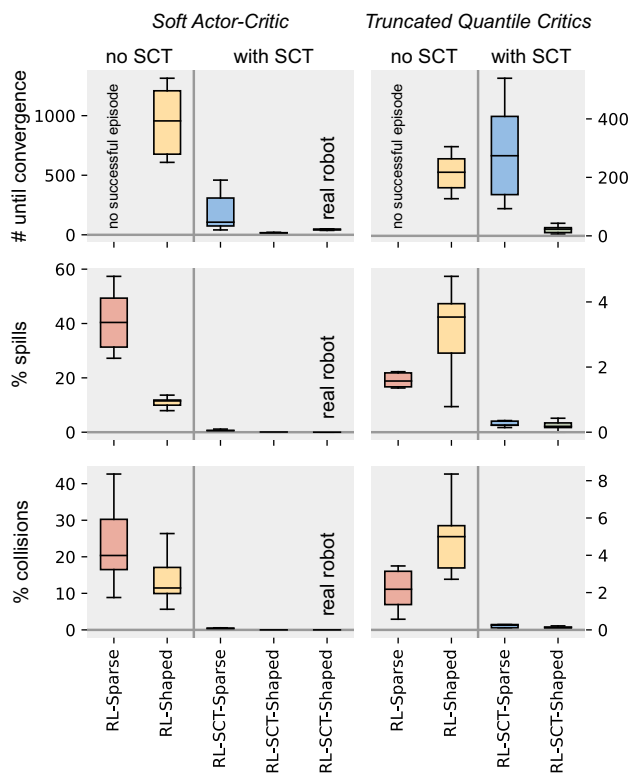 Soft Actor-Critic
Truncated Quantile Critics
no SCT
with SCT
no SCT
with SCT
# until convergence
1000
500
0
no successful episode
real robot
no successful episode
400
200
0
% spills
60
40
20
0
real robot
4
2
0
% collisions
40
30
20
10
0
real robot
8
6
4
2
0
RL-Sparse
RL-Shaped
RL-SCT-Sparse
RL-SCT-Shaped
RL-SCT-Shaped
RL-Sparse
RL-Shaped
RL-SCT-Sparse
RL-SCT-Shaped